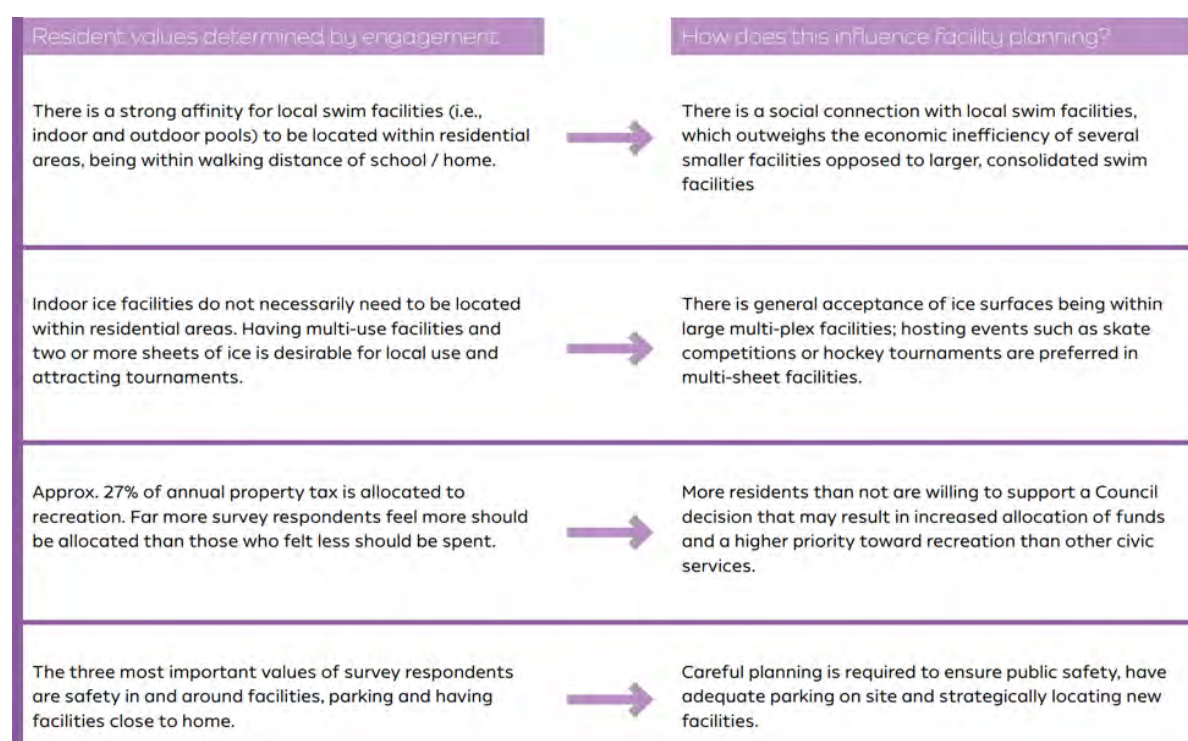 Resident values determined by engagement
How does this influence facility planning?
There is a strong affinity for local swim facilities (i.e.,
indoor and outdoor pools) to be located within residential
areas, being within walking distance of school / home.
There is a social connection with local swim facilities,
which outweighs the economic inefficiency of several
smaller facilities opposed to larger, consolidated swim
facilities
Indoor ice facilities do not necessarily need to be located
within residential areas. Having multi-use facilities and
two or more sheets of ice is desirable for local use and
attracting tournaments.
There is general acceptance of ice surfaces being within
large multi-plex facilities; hosting events such as skate
competitions or hockey tournaments are preferred in
multi-sheet facilities.
Approx. 27% of annual property tax is allocated to
recreation. Far more survey respondents feel more should
be allocated than those who felt less should be spent.
More residents than not are willing to support a Council
decision that may result in increased allocation of funds
and a higher priority toward recreation than other civic
services.
The three most important values of survey respondents
are safety in and around facilities, parking and having
facilities close to home.
Careful planning is required to ensure public safety, have
adequate parking on site and strategically locating new
facilities.